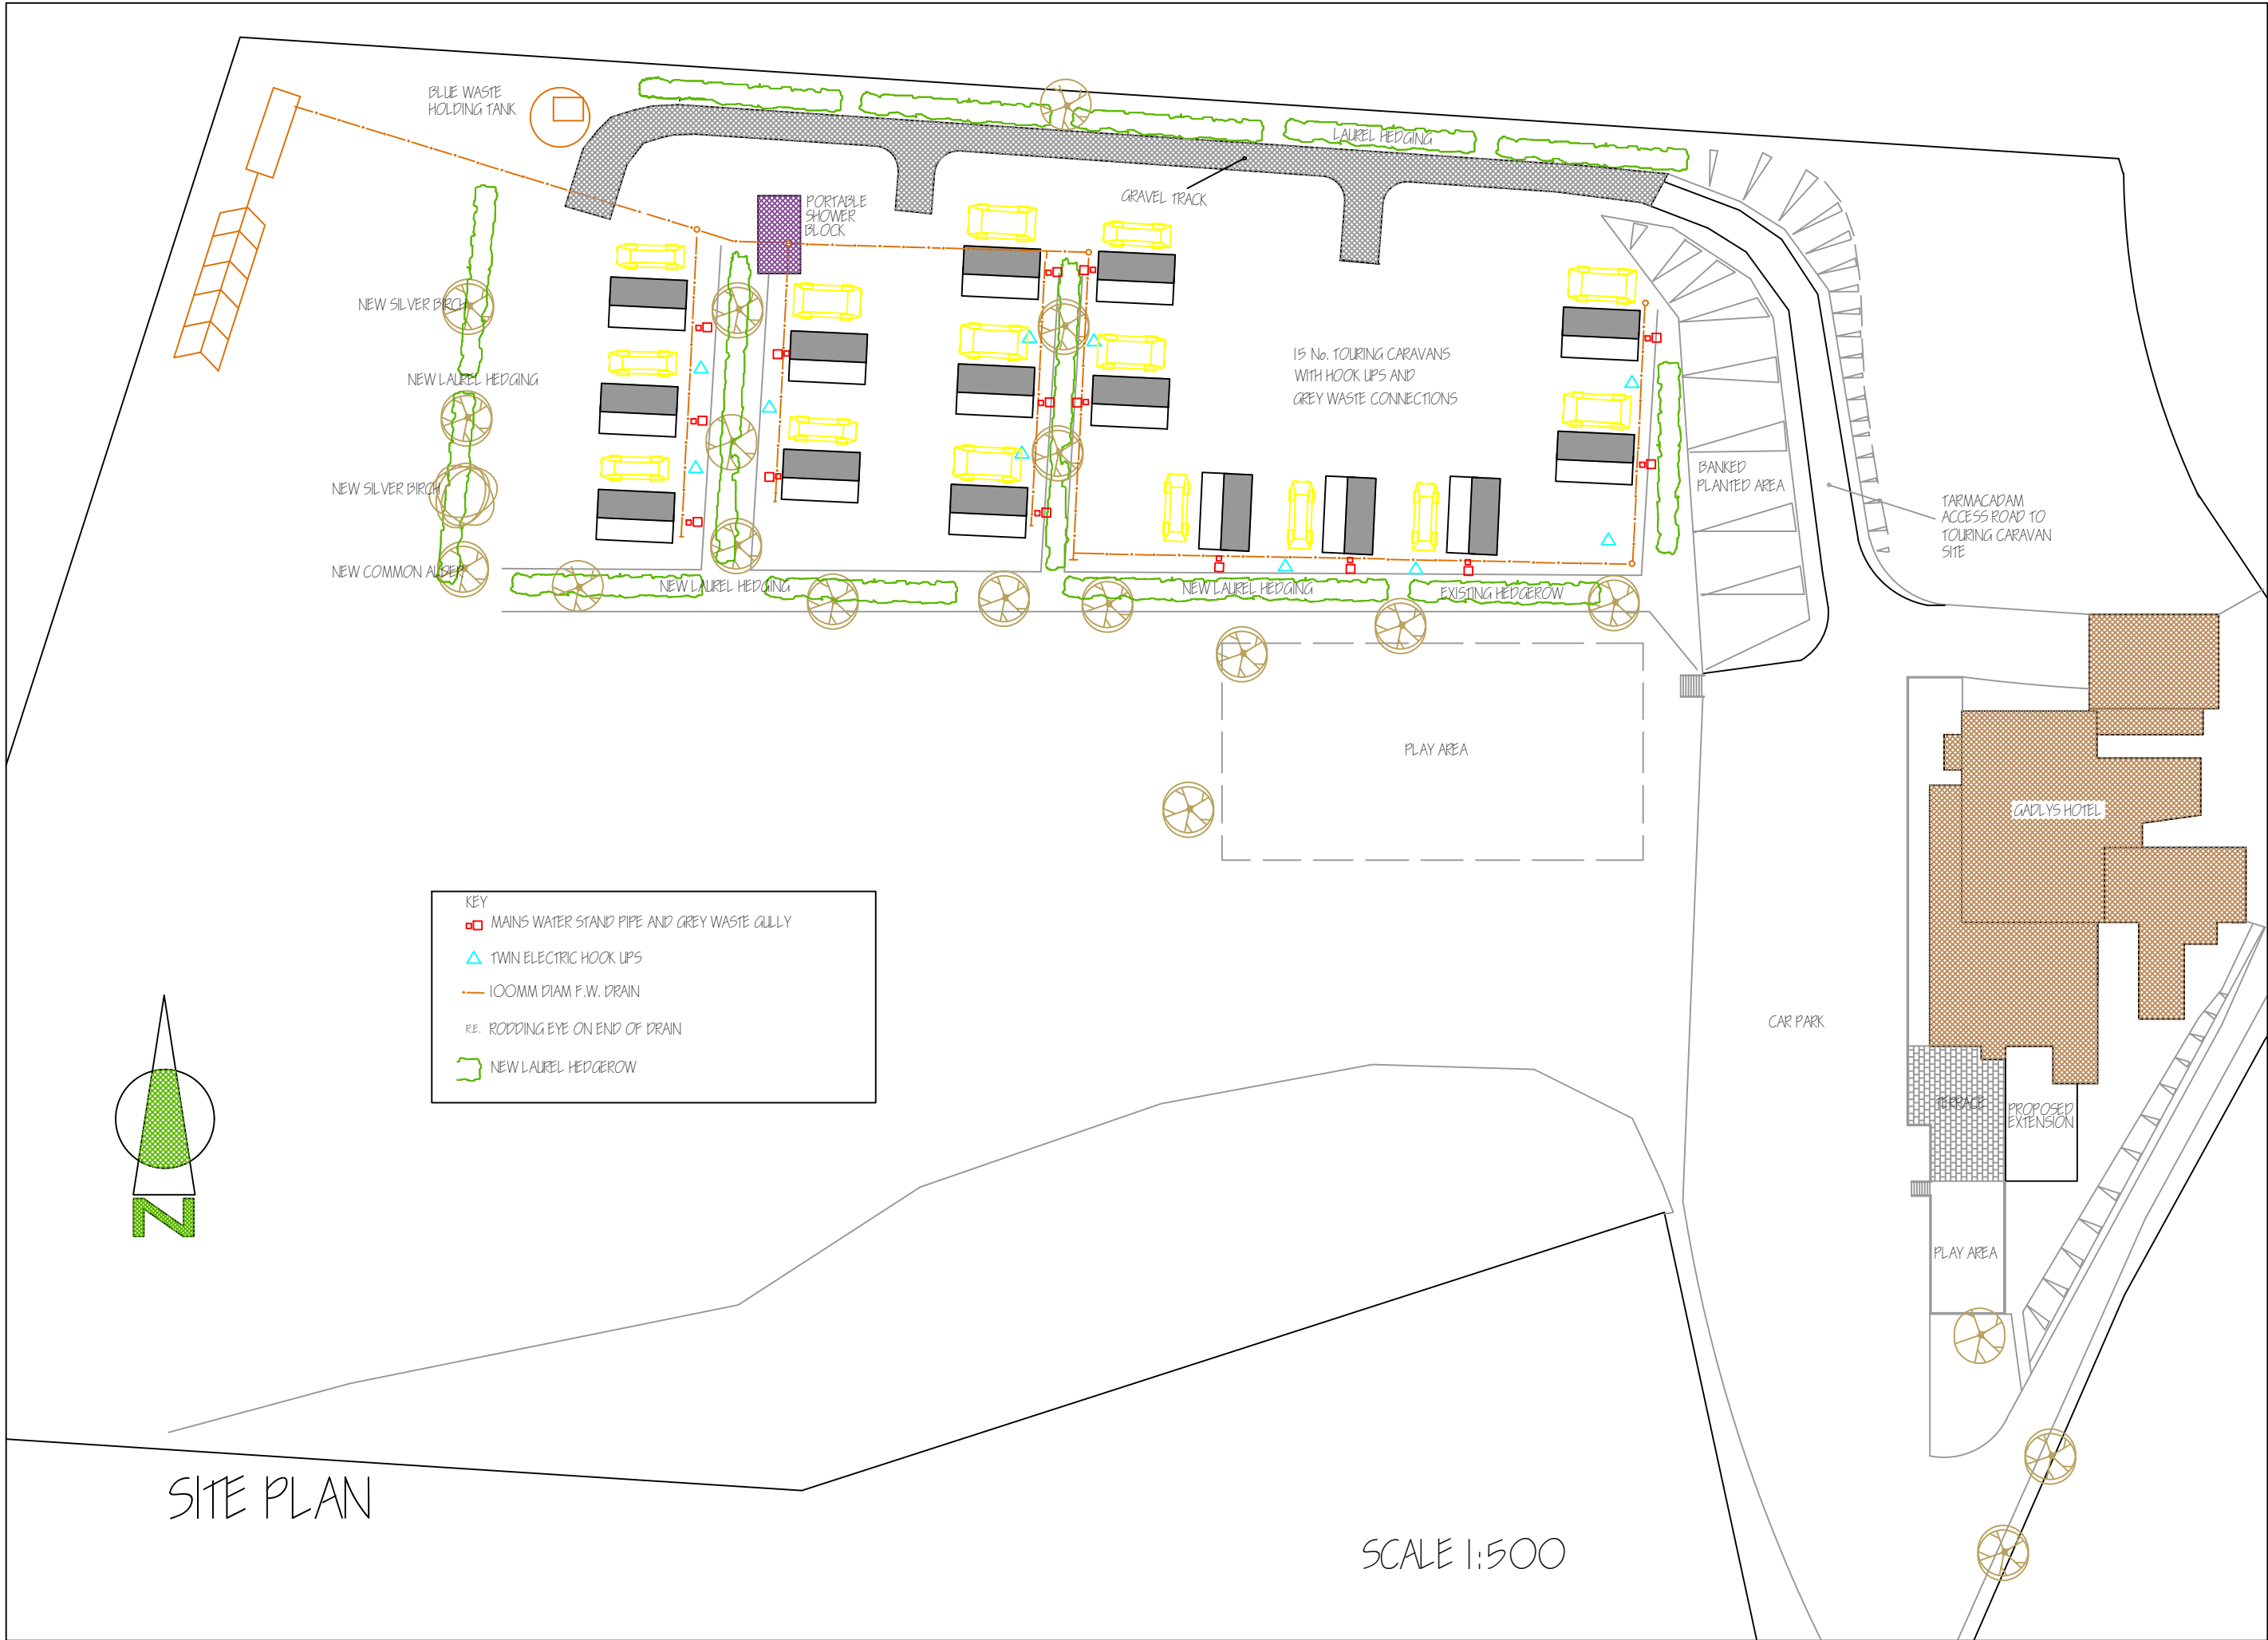 BLUE WASTE
HOLDING TANK
LAUREL HEDGING
GRAVEL TRACK
PORTABLE
SHOWER
BLOCK
NEW SILVER BIRCH
NEW LAUREL HEDGING
15 No. TOURING CARAVANS
WITH HOOK UPS AND
GREY WASTE CONNECTIONS
NEW SILVER BIRCH
BANKED
PLANTED AREA
TARMACADAM
ACCESS ROAD TO
TOURING CARAVAN
SITE
NEW COMMON ALDER
NEW LAUREL HEDGING
NEW LAUREL HEDGING
EXISTING HEDGEROW
PLAY AREA
GADLYS HOTEL
KEY
MAINS WATER STAND PIPE AND GREY WASTE GULLY
TWIN ELECTRIC HOOK UPS
100MM DIAM F.W. DRAIN
R.E. RODDING EYE ON END OF DRAIN
NEW LAUREL HEDGEROW
CAR PARK
TERRACE
PROPOSED
EXTENSION
N
PLAY AREA
SITE PLAN
SCALE 1:500